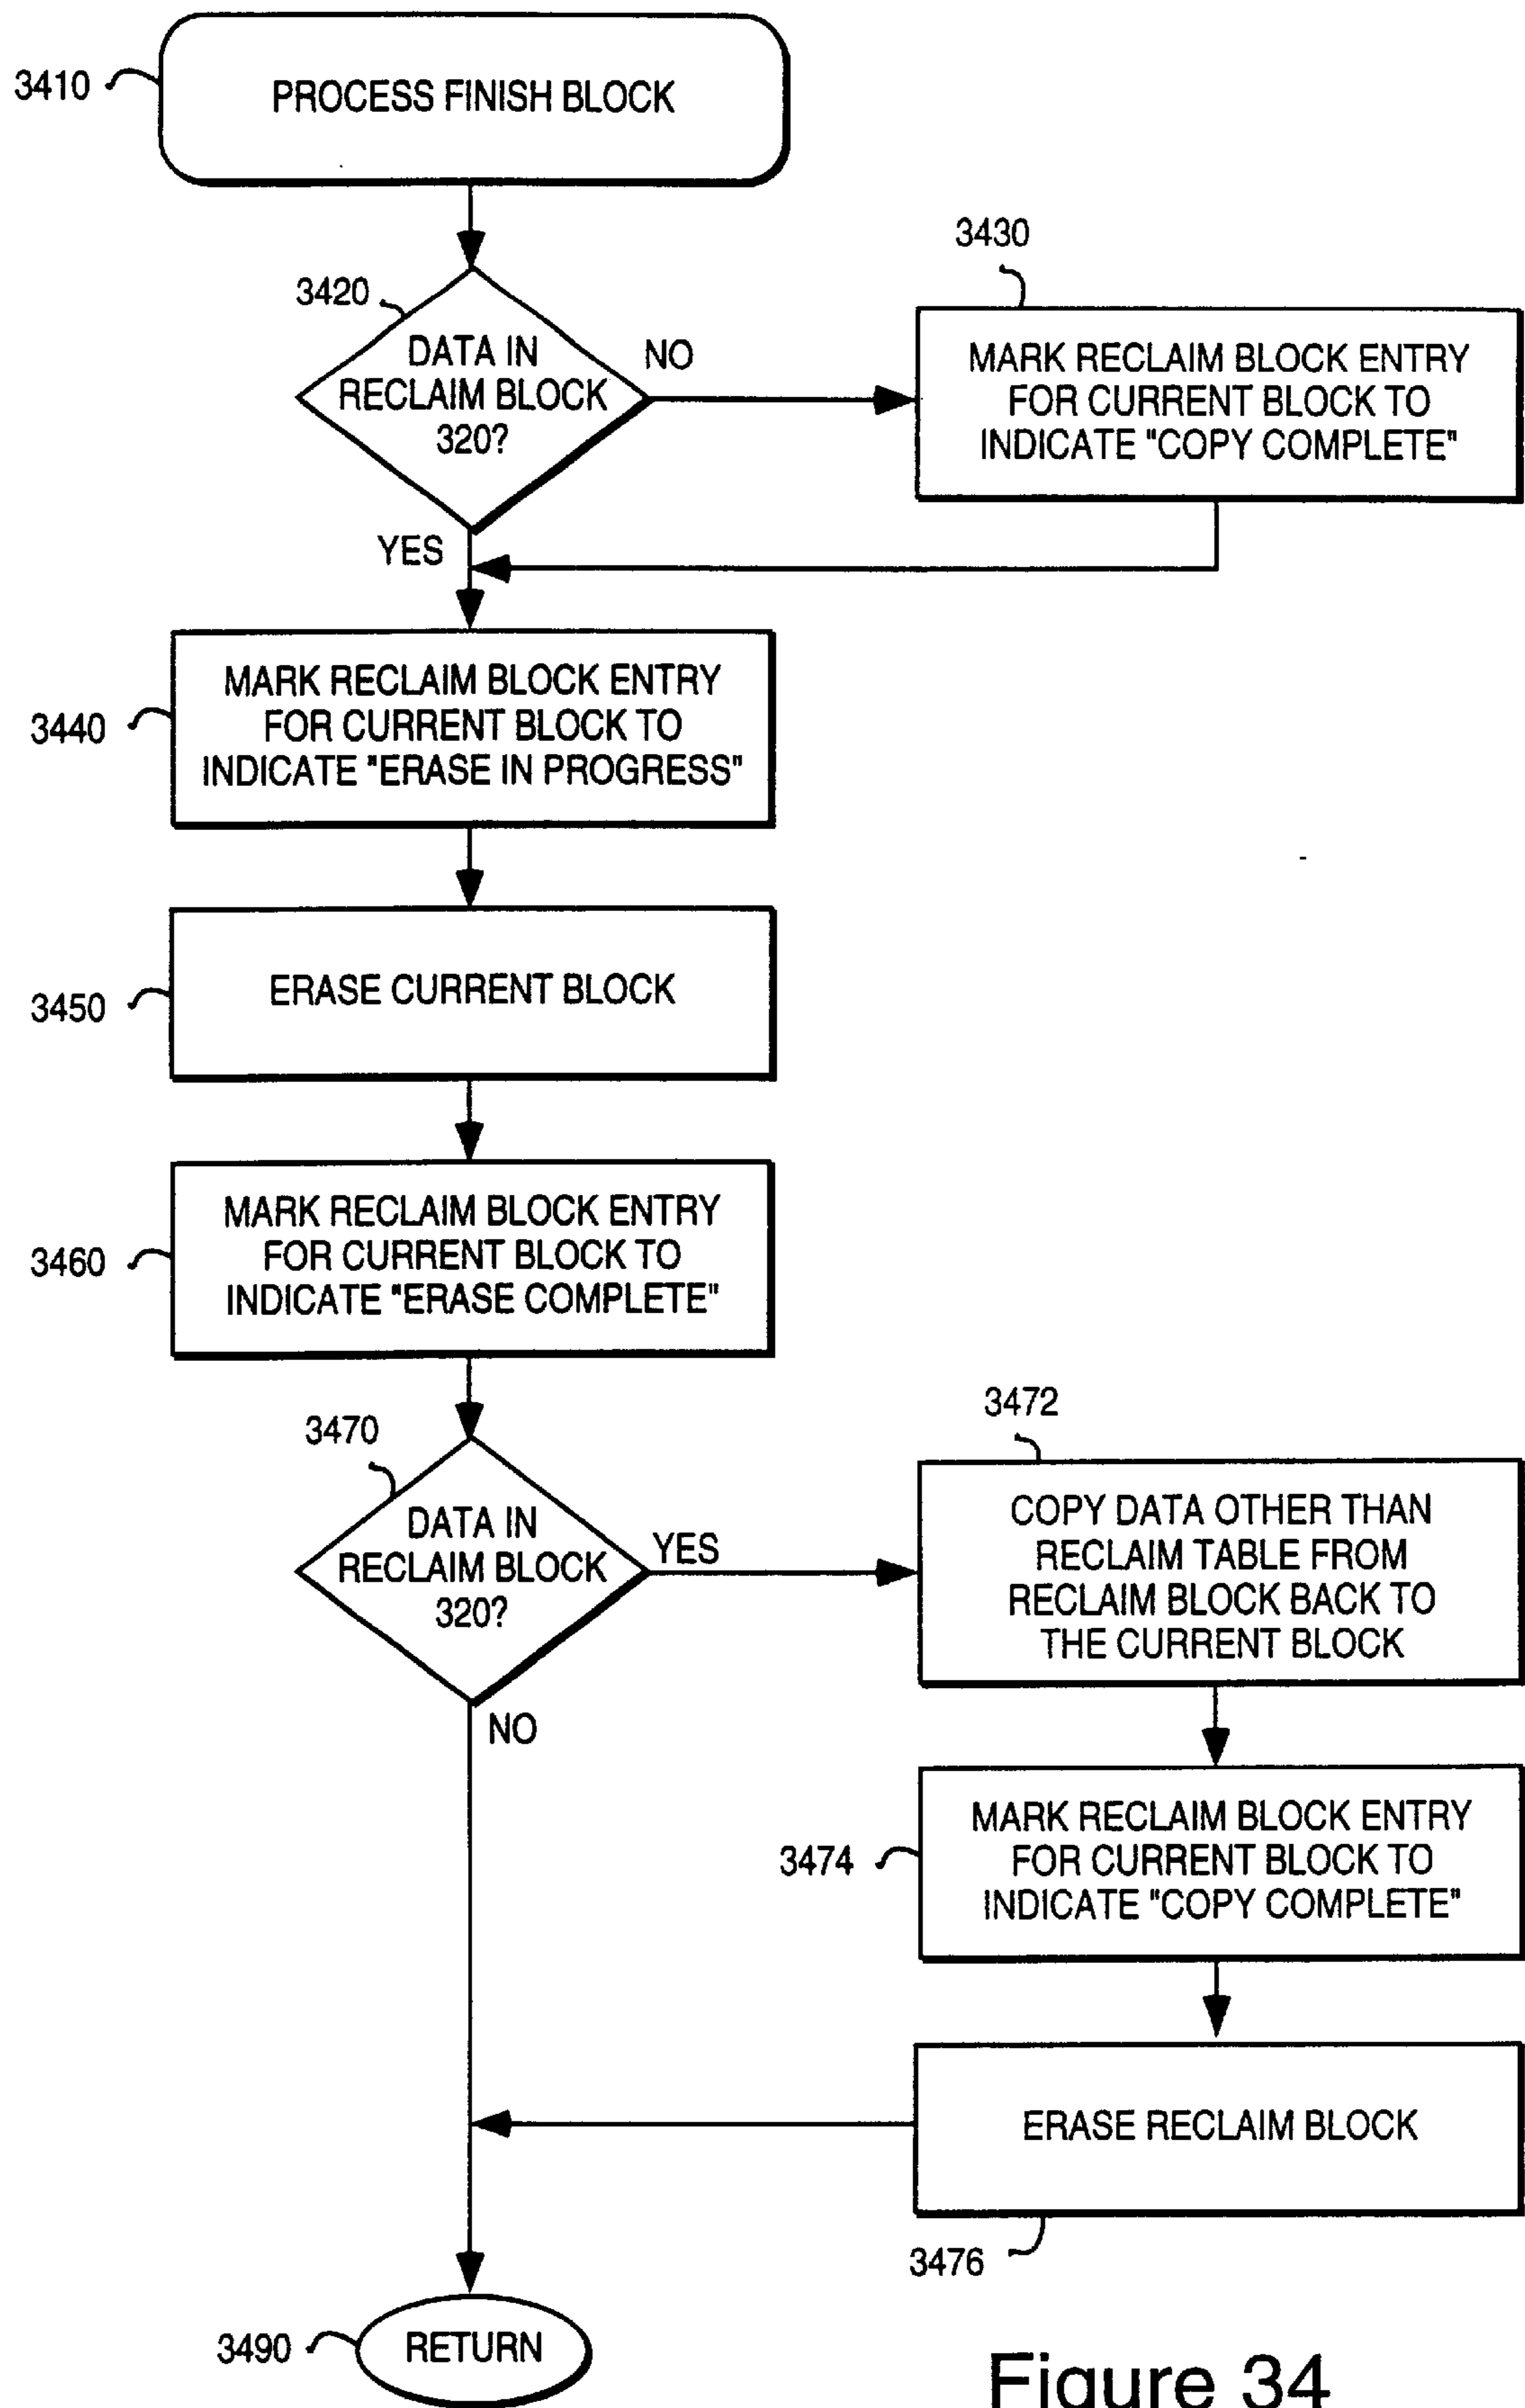 3410
PROCESS FINISH BLOCK
3420
DATA IN
RECLAIM BLOCK
320?
NO
YES
3430
MARK RECLAIM BLOCK ENTRY
FOR CURRENT BLOCK TO
INDICATE "COPY COMPLETE"
3440
MARK RECLAIM BLOCK ENTRY
FOR CURRENT BLOCK TO
INDICATE "ERASE IN PROGRESS"
3450
ERASE CURRENT BLOCK
3460
MARK RECLAIM BLOCK ENTRY
FOR CURRENT BLOCK TO
INDICATE "ERASE COMPLETE"
3470
DATA IN
RECLAIM BLOCK
320?
YES
NO
3472
COPY DATA OTHER THAN
RECLAIM TABLE FROM
RECLAIM BLOCK BACK TO
THE CURRENT BLOCK
3474
MARK RECLAIM BLOCK ENTRY
FOR CURRENT BLOCK TO
INDICATE "COPY COMPLETE"
ERASE RECLAIM BLOCK
3476
3490
RETURN
Figure 34